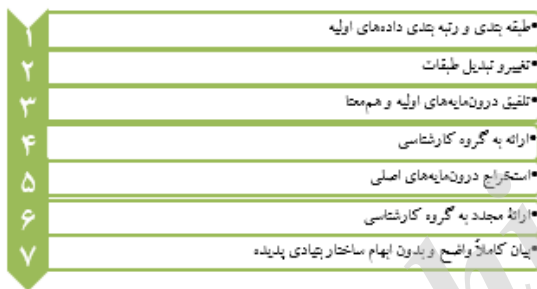 ۱ •طبقه بندی و رتبه بندی داده‌های اولیه
۲ •تغییرو تبدیل طبقات
۳ •تلفیق درون‌مایه‌های اولیه و هم‌معنا
۴ •ارائه به گروه کارشناسی
۵ •استخراج درون‌مایه‌های اصلی
۶ •ارائهٔ مجدد به گروه کارشناسی
۷ •بیان کاملاً واضح و بدون ابهام ساختار بنیادی پدیده